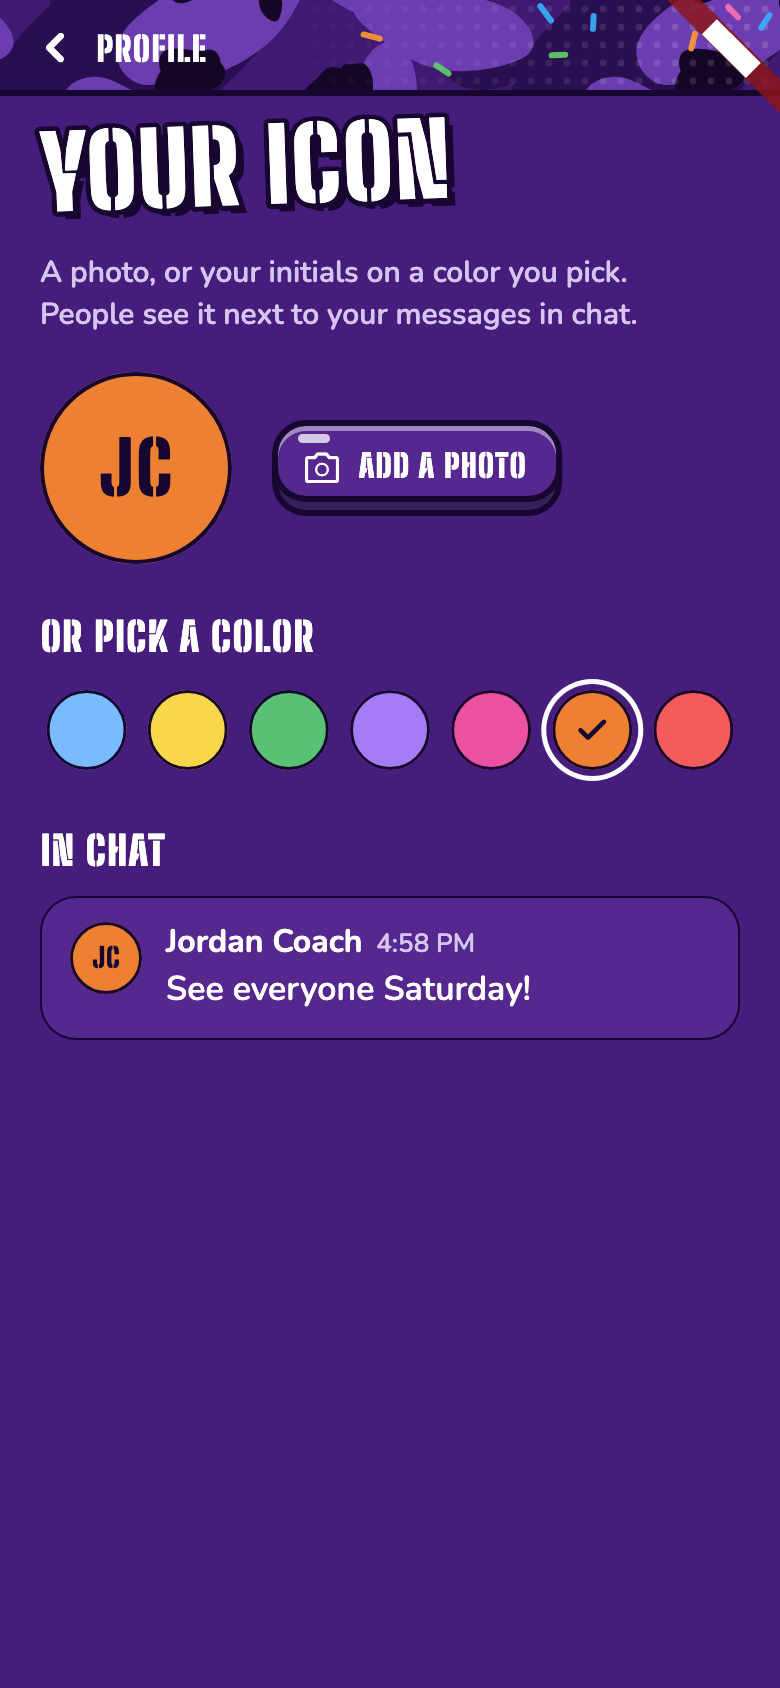 PROFILE
YOUR ICON
A photo, or your initials on a color you pick.
People see it next to your messages in chat.
JC
ADD A PHOTO
OR PICK A COLOR
IN CHAT
JC
Jordan Coach 4:58 PM
See everyone Saturday!